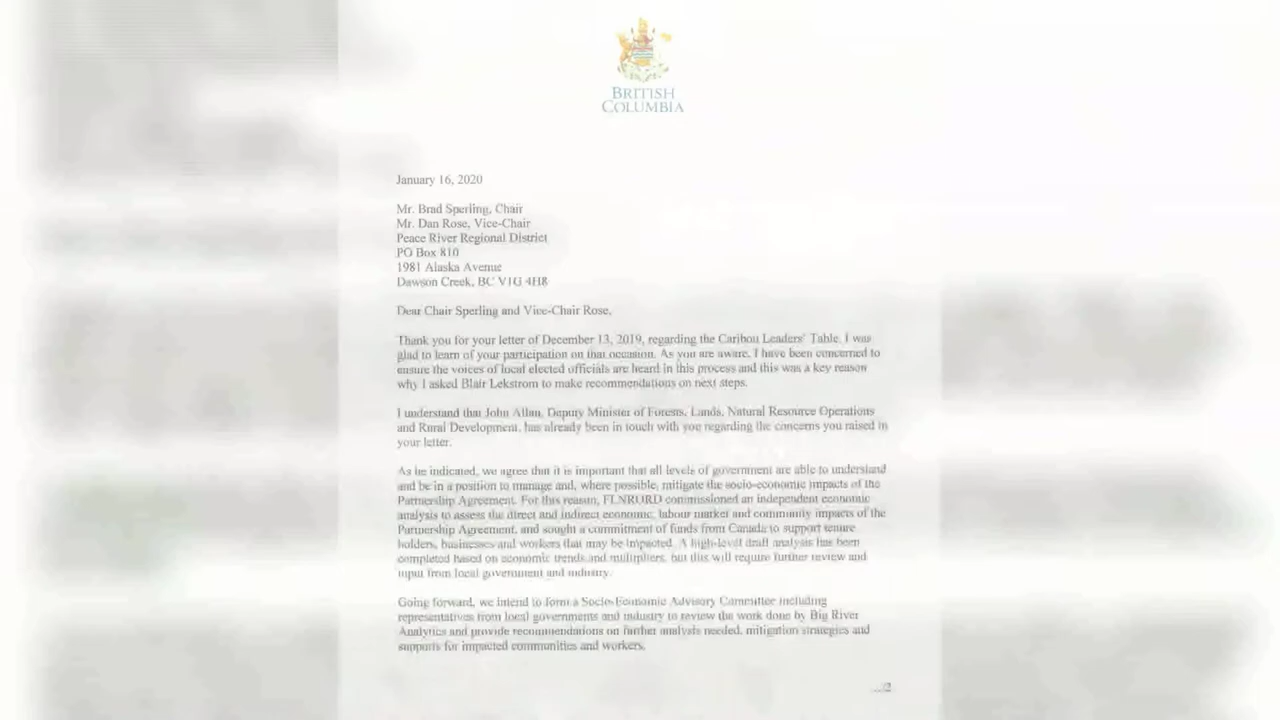 BRITISH
COLUMBIA
January 16, 2020
Mr. Brad Sperling, Chair
Mr. Dan Rose, Vice-Chair
Peace River Regional District
PO Box 810
1981 Alaska Avenue
Dawson Creek, BC V1G 4H8
Dear Chair Sperling and Vice-Chair Rose,
Thank you for your letter of December 13, 2019, regarding the Caribou Leaders' Table. I was
glad to learn of your participation on that occasion. As you are aware, I have been concerned to
ensure the voices of local elected officials are heard in this process and this was a key reason
why I asked Blair Lekstrom to make recommendations on next steps.
I understand that John Allan, Deputy Minister of Forests, Lands, Natural Resource Operations
and Rural Development, has already been in touch with you regarding the concerns you raised in
your letter.
As he indicated, we agree that it is important that all levels of government are able to understand
and be in a position to manage and, where possible, mitigate the socio-economic impacts of the
Partnership Agreement. For this reason, FLNRORD commissioned an independent economic
analysis to assess the direct and indirect economic, labour market and community impacts of the
Partnership Agreement, and sought a commitment of funds from Canada to support tenure
holders, businesses and workers that may be impacted. A high-level draft analysis has been
completed based on economic trends and multipliers, but this will require further review and
input from local government and industry.
Going forward, we intend to form a Socio-Economic Advisory Committee including
representatives from local governments and industry to review the work done by Big River
Analytics and provide recommendations on further analysis needed, mitigation strategies and
supports for impacted communities and workers.
.../2